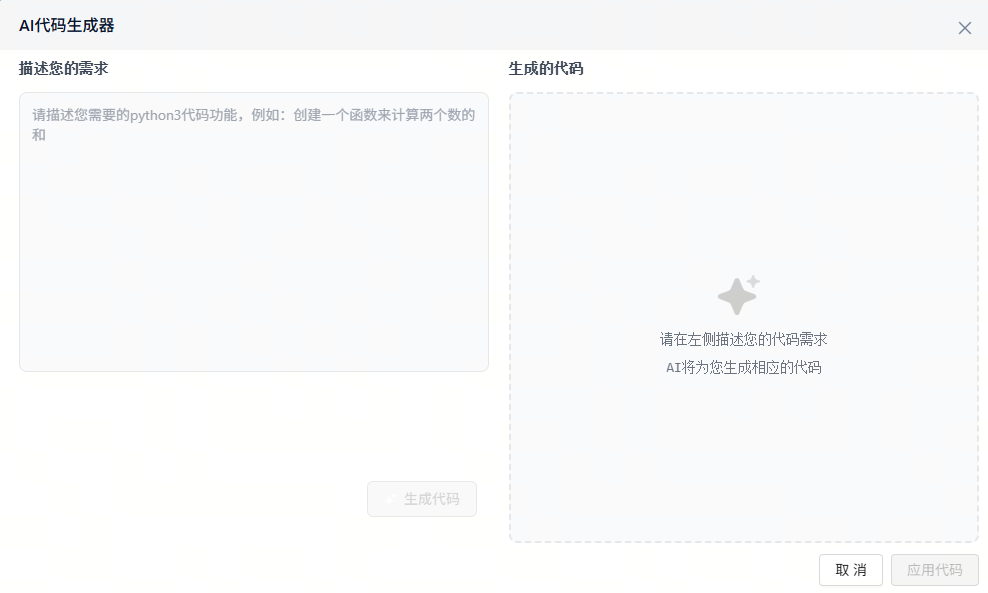 AI代码生成器
描述您的需求
请描述您需要的python3代码功能，例如：创建一个函数来计算两个数的
和
生成代码
生成的代码
请在左侧描述您的代码需求
AI将为您生成相应的代码
取 消
应用代码